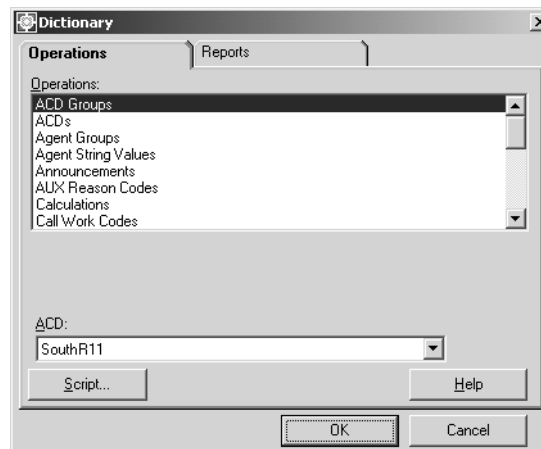 Dictionary
Operations
Reports
Operations:
ACD Groups
ACDs
Agent Groups
Agent String Values
Announcements
AUX Reason Codes
Calculations
Call Work Codes
ACD:
SouthR11
Script...
Help
OK
Cancel